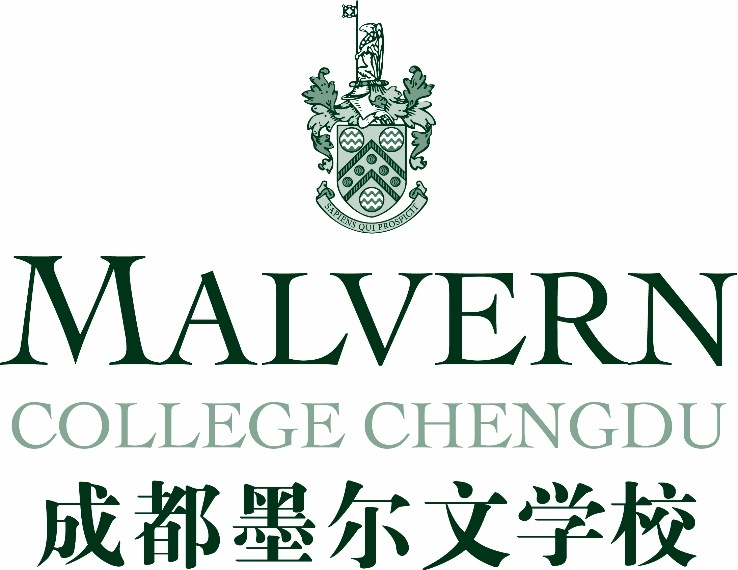 SAPIENS QUI PROSPICIT
MALVERN
COLLEGE CHENGDU
成都墨尔文学校